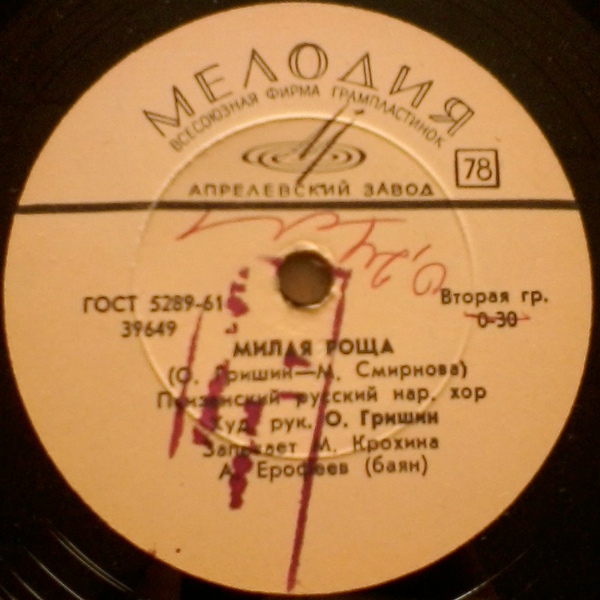 МЕЛОДИЯ
ВСЕСОЮЗНАЯ ФИРМА ГРАМПЛАСТИНОК
78
АПРЕЛЕВСКИЙ ЗАВОД
ГОСТ 5289-61
39649
Вторая гр.
0-30
МИЛАЯ РОЩА
(О. Гришин—М. Смирнова)
Пензенский русский нар. хор
Худ. рук. О. Гришин
Запевает М. Крохина
А. Ерофеев (баян)